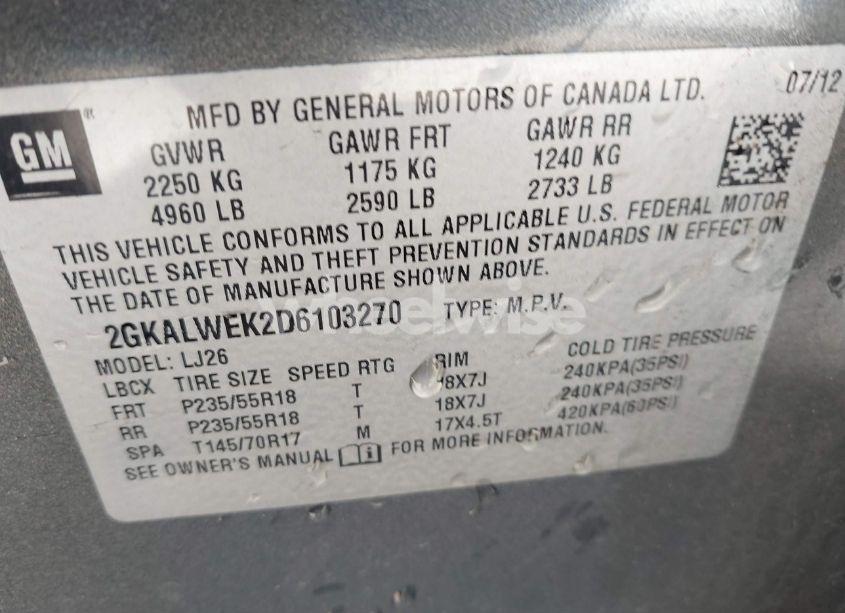 GM ®
MFD BY GENERAL MOTORS OF CANADA LTD. 07/12
GVWR GAWR FRT GAWR RR
2250 KG 1175 KG 1240 KG
4960 LB 2590 LB 2733 LB
THIS VEHICLE CONFORMS TO ALL APPLICABLE U.S. FEDERAL MOTOR
VEHICLE SAFETY AND THEFT PREVENTION STANDARDS IN EFFECT ON
THE DATE OF MANUFACTURE SHOWN ABOVE.
2GKALWEK2D6103270 TYPE: M.P.V.
wheelwise
MODEL: LJ26
LBCX TIRE SIZE SPEED RTG RIM COLD TIRE PRESSURE
FRT P235/55R18 T 18X7J 240KPA(35PSI)
RR P235/55R18 T 18X7J 240KPA(35PSI)
SPA T145/70R17 M 17X4.5T 420KPA(60PSI)
SEE OWNER'S MANUAL i FOR MORE INFORMATION.